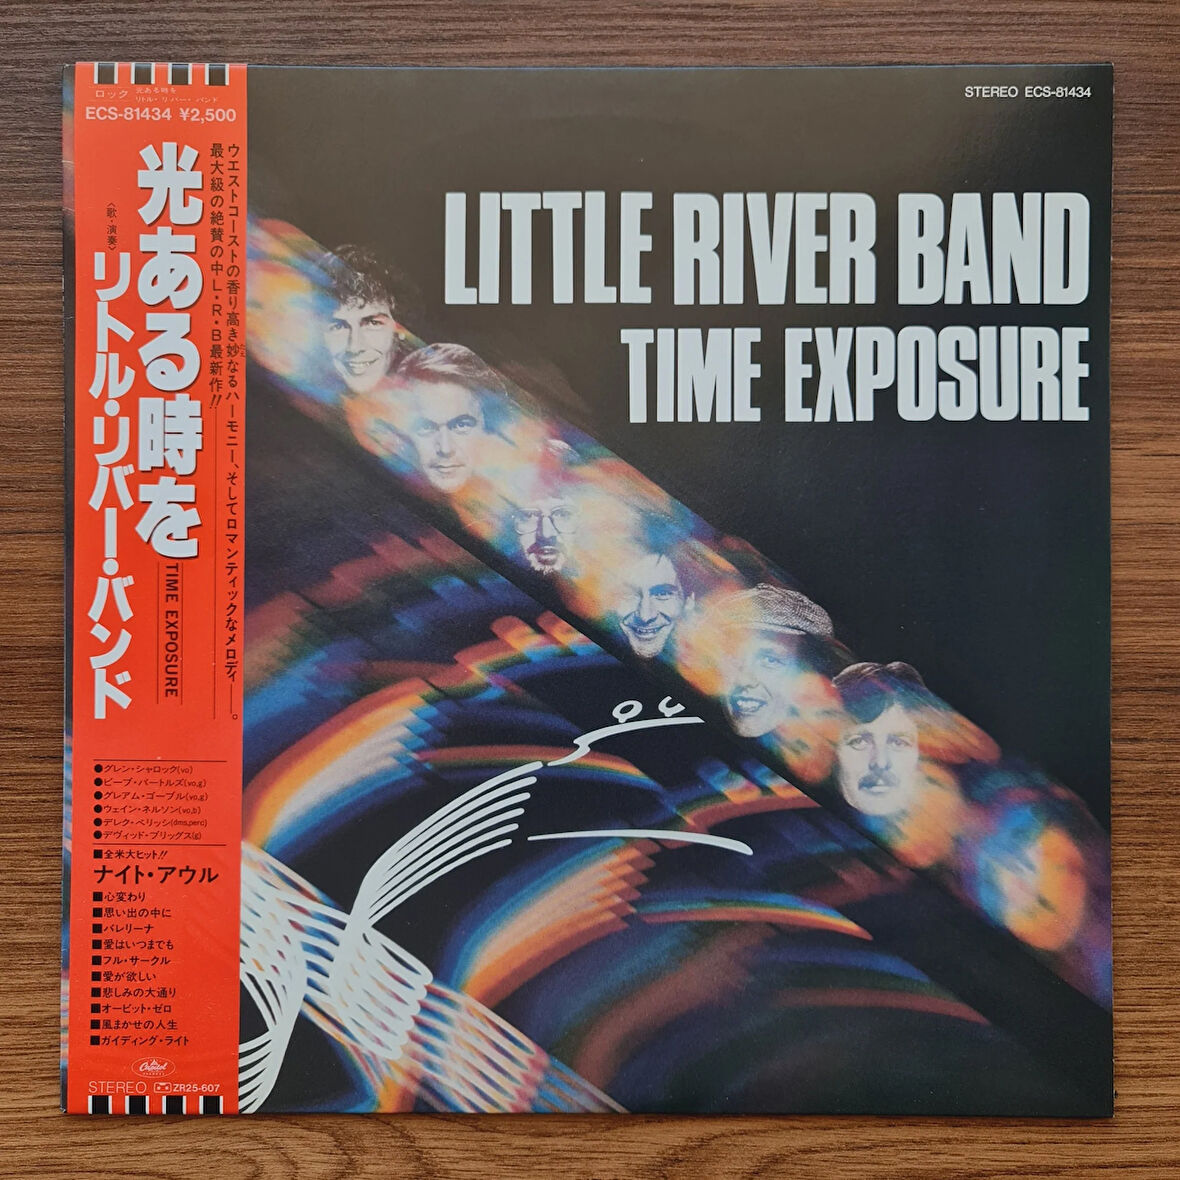 ロック
光ある時を
リトル・リバー・バンド
ECS-81434 ¥2,500
ウエストコーストの香り高き妙なるハーモニー、そしてロマンティックなメロディ――。
最大級の絶賛の中L・R・B最新作!!
光ある時を
TIME EXPOSURE
〈歌・演奏〉
リトル・リバー・バンド
●グレン・シャロック(vo)
●ビーブ・バートルズ(vo,g)
●グレアム・ゴーブル(vo,g)
●ウェイン・ネルソン(vo,b)
●デレク・ペリッシ(dms,perc)
●デヴィッド・ブリッグス(g)
■全米大ヒット!!
ナイト・アウル
■心変わり
■思い出の中に
■バレリーナ
■愛はいつまでも
■フル・サークル
■愛が欲しい
■悲しみの大通り
■オービット・ゼロ
■風まかせの人生
■ガイディング・ライト
Capitol
STEREO ZR25-607
STEREO ECS-81434
LITTLE RIVER BAND
TIME EXPOSURE